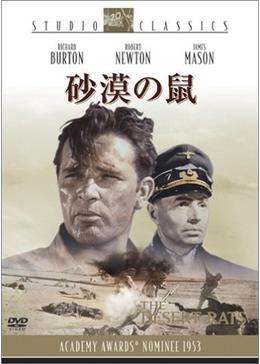 STUDIO CLASSICS
RICHARD BURTON
ROBERT NEWTON
JAMES MASON
砂漠の鼠
THE
DESERT RATS
DVD
VIDEO
ACADEMY AWARDS® NOMINEE 1953